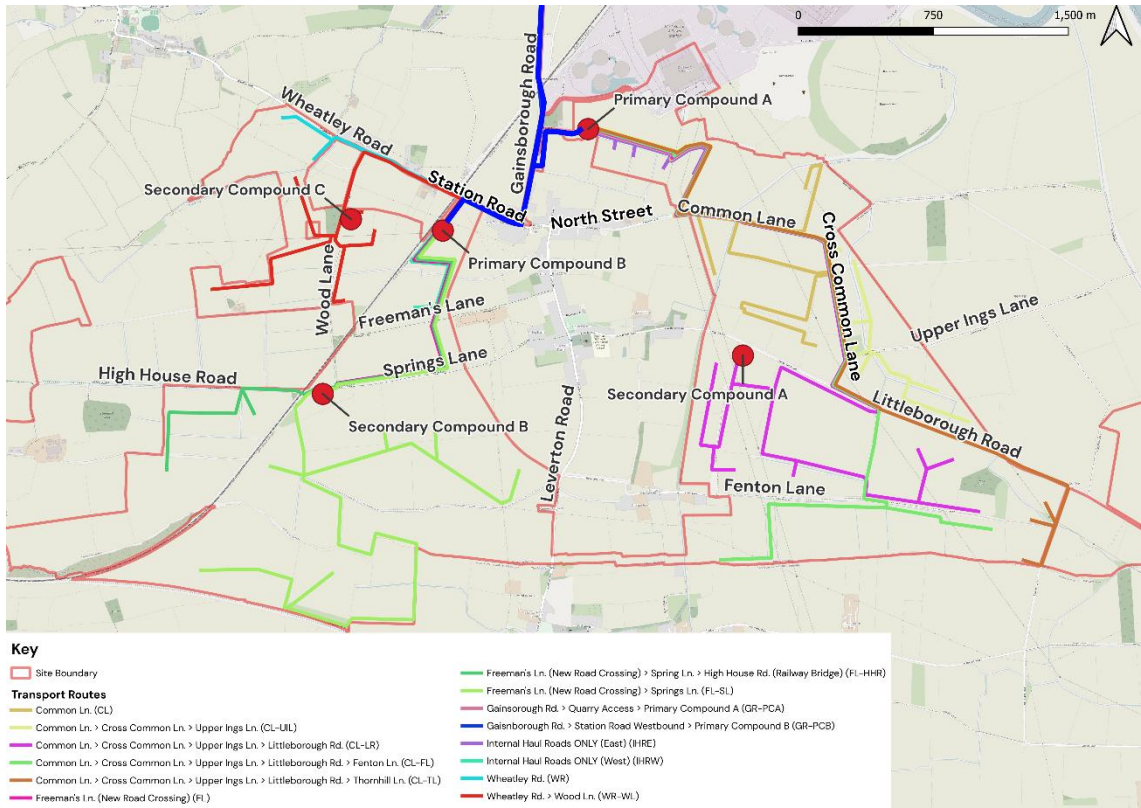 0 750 1,500 m
Gainsborough Road
Primary Compound A
Wheatley Road
Secondary Compound C
Station Road
North Street
Common Lane
Cross Common Lane
Primary Compound B
Wood Lane
Freeman's Lane
Upper Ings Lane
Springs Lane
High House Road
Secondary Compound A
Littleborough Road
Secondary Compound B
Leverton Road
Fenton Lane
Key
Site Boundary
Transport Routes
Common Ln. (CL)
Common Ln. > Cross Common Ln. > Upper Ings Ln. (CL-UIL)
Common Ln. > Cross Common Ln. > Upper Ings Ln. > Littleborough Rd. (CL-LR)
Common Ln. > Cross Common Ln. > Upper Ings Ln. > Littleborough Rd. > Fenton Ln. (CL-FL)
Common Ln. > Cross Common Ln. > Upper Ings Ln. > Littleborough Rd. > Thornhill Ln. (CL-TL)
Freeman's Ln. (New Road Crossing) (FL)
Freeman's Ln. (New Road Crossing) > Spring Ln. > High House Rd. (Railway Bridge) (FL-HHR)
Freeman's Ln. (New Road Crossing) > Springs Ln. (FL-SL)
Gainsorough Rd. > Quarry Access > Primary Compound A (GR-PCA)
Gaisnborough Rd. > Station Road Westbound > Primary Compound B (GR-PCB)
Internal Haul Roads ONLY (East) (IHRE)
Internal Haul Roads ONLY (West) (IHRW)
Wheatley Rd. (WR)
Wheatley Rd. > Wood Ln. (WR-WL)